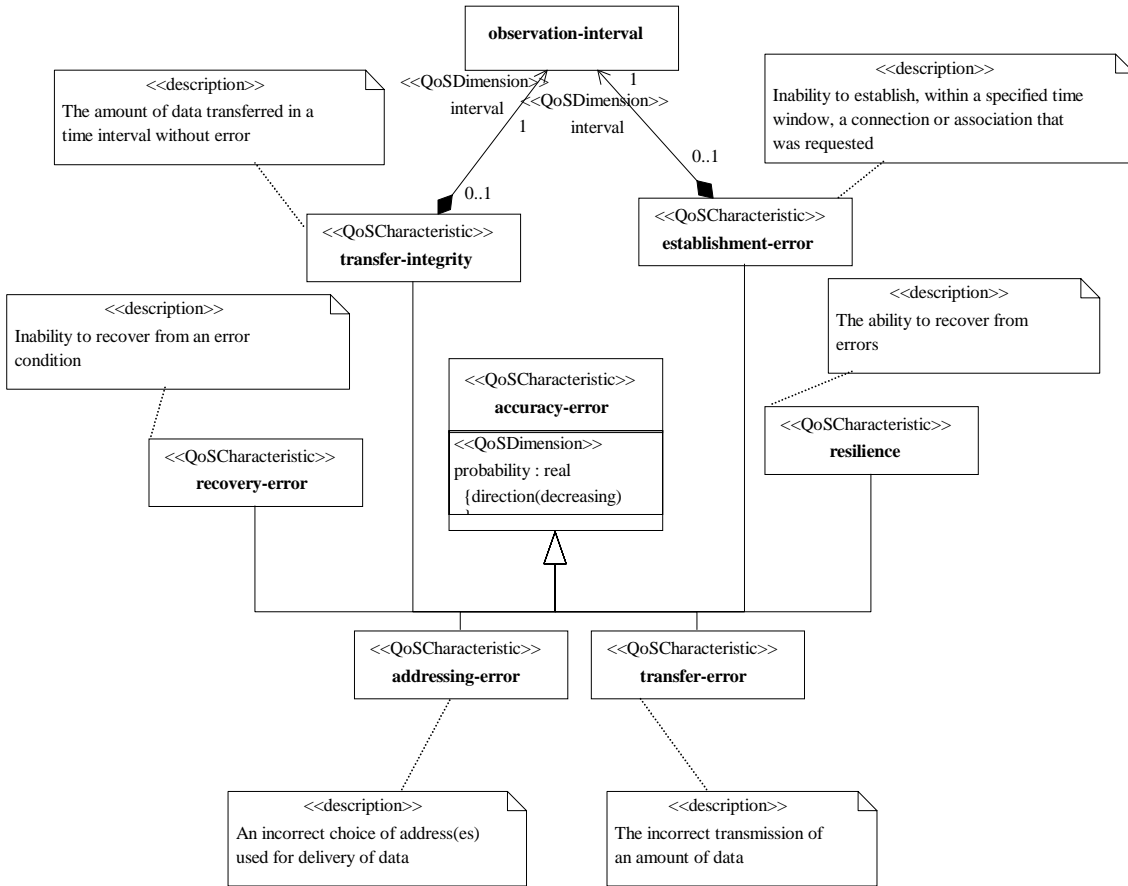 observation-interval
<<description>>
The amount of data transferred in a
time interval without error
<<QoSDimension>>
interval
1
1
<<QoSDimension>>
interval
<<description>>
Inability to establish, within a specified time
window, a connection or association that
was requested
0..1
0..1
<<QoSCharacteristic>>
transfer-integrity
<<QoSCharacteristic>>
establishment-error
<<description>>
Inability to recover from an error
condition
<<description>>
The ability to recover from
errors
<<QoSCharacteristic>>
accuracy-error
<<QoSDimension>>
probability : real
{direction(decreasing)
}
<<QoSCharacteristic>>
recovery-error
<<QoSCharacteristic>>
resilience
<<QoSCharacteristic>>
addressing-error
<<QoSCharacteristic>>
transfer-error
<<description>>
An incorrect choice of address(es)
used for delivery of data
<<description>>
The incorrect transmission of
an amount of data